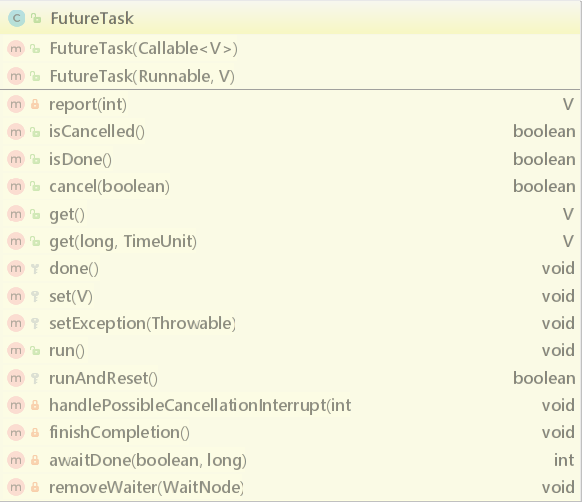 C FutureTask
m FutureTask(Callable<V>)
m FutureTask(Runnable, V)
m report(int) V
m isCancelled() boolean
m isDone() boolean
m cancel(boolean) boolean
m get() V
m get(long, TimeUnit) V
m done() void
m set(V) void
m setException(Throwable) void
m run() void
m runAndReset() boolean
m handlePossibleCancellationInterrupt(int void
m finishCompletion() void
m awaitDone(boolean, long) int
m removeWaiter(WaitNode) void